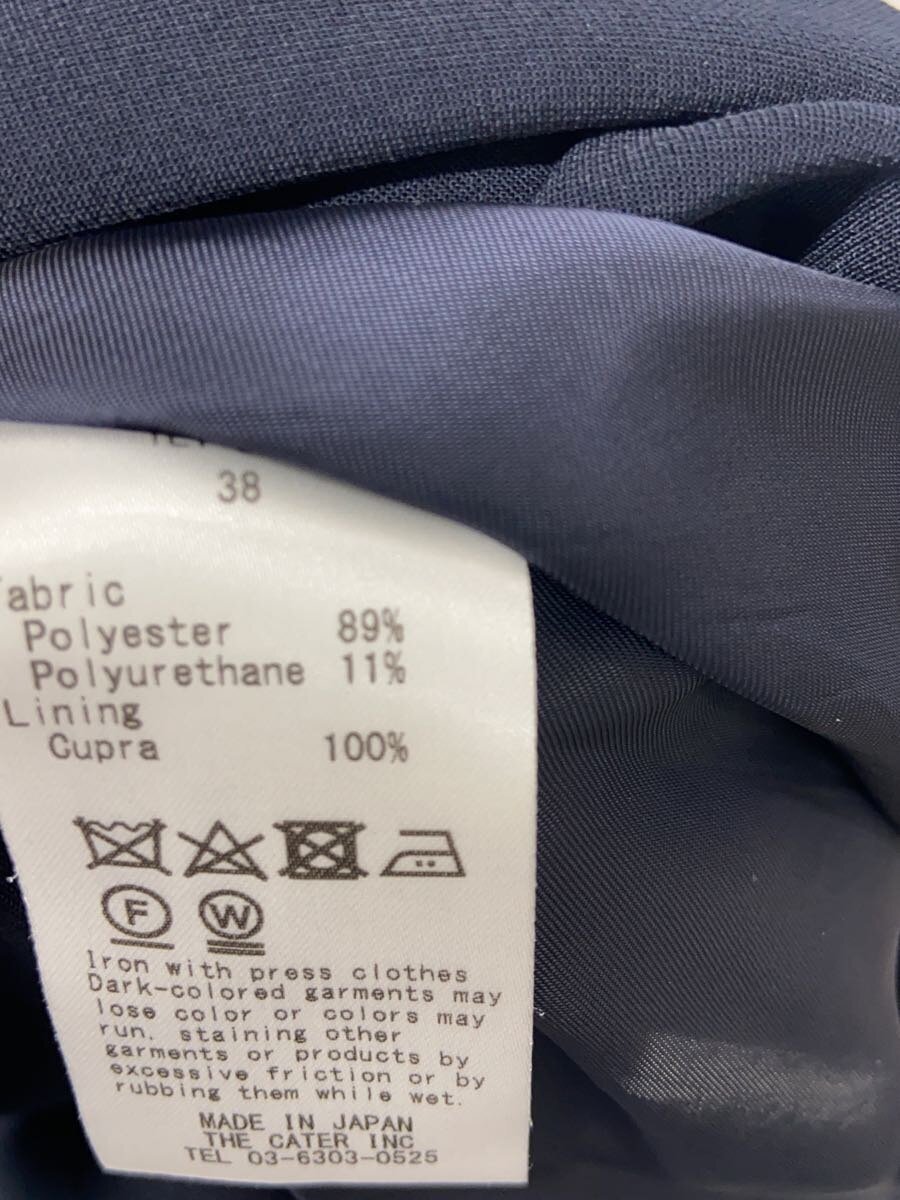 38
Fabric
Polyester 89%
Polyurethane 11%
Lining
Cupra 100%
F W
Iron with press clothes
Dark-colored garments may
lose color or colors may
run, staining other
garments or products by
excessive friction or by
rubbing them while wet.
MADE IN JAPAN
THE CATER INC
TEL 03-6303-0525